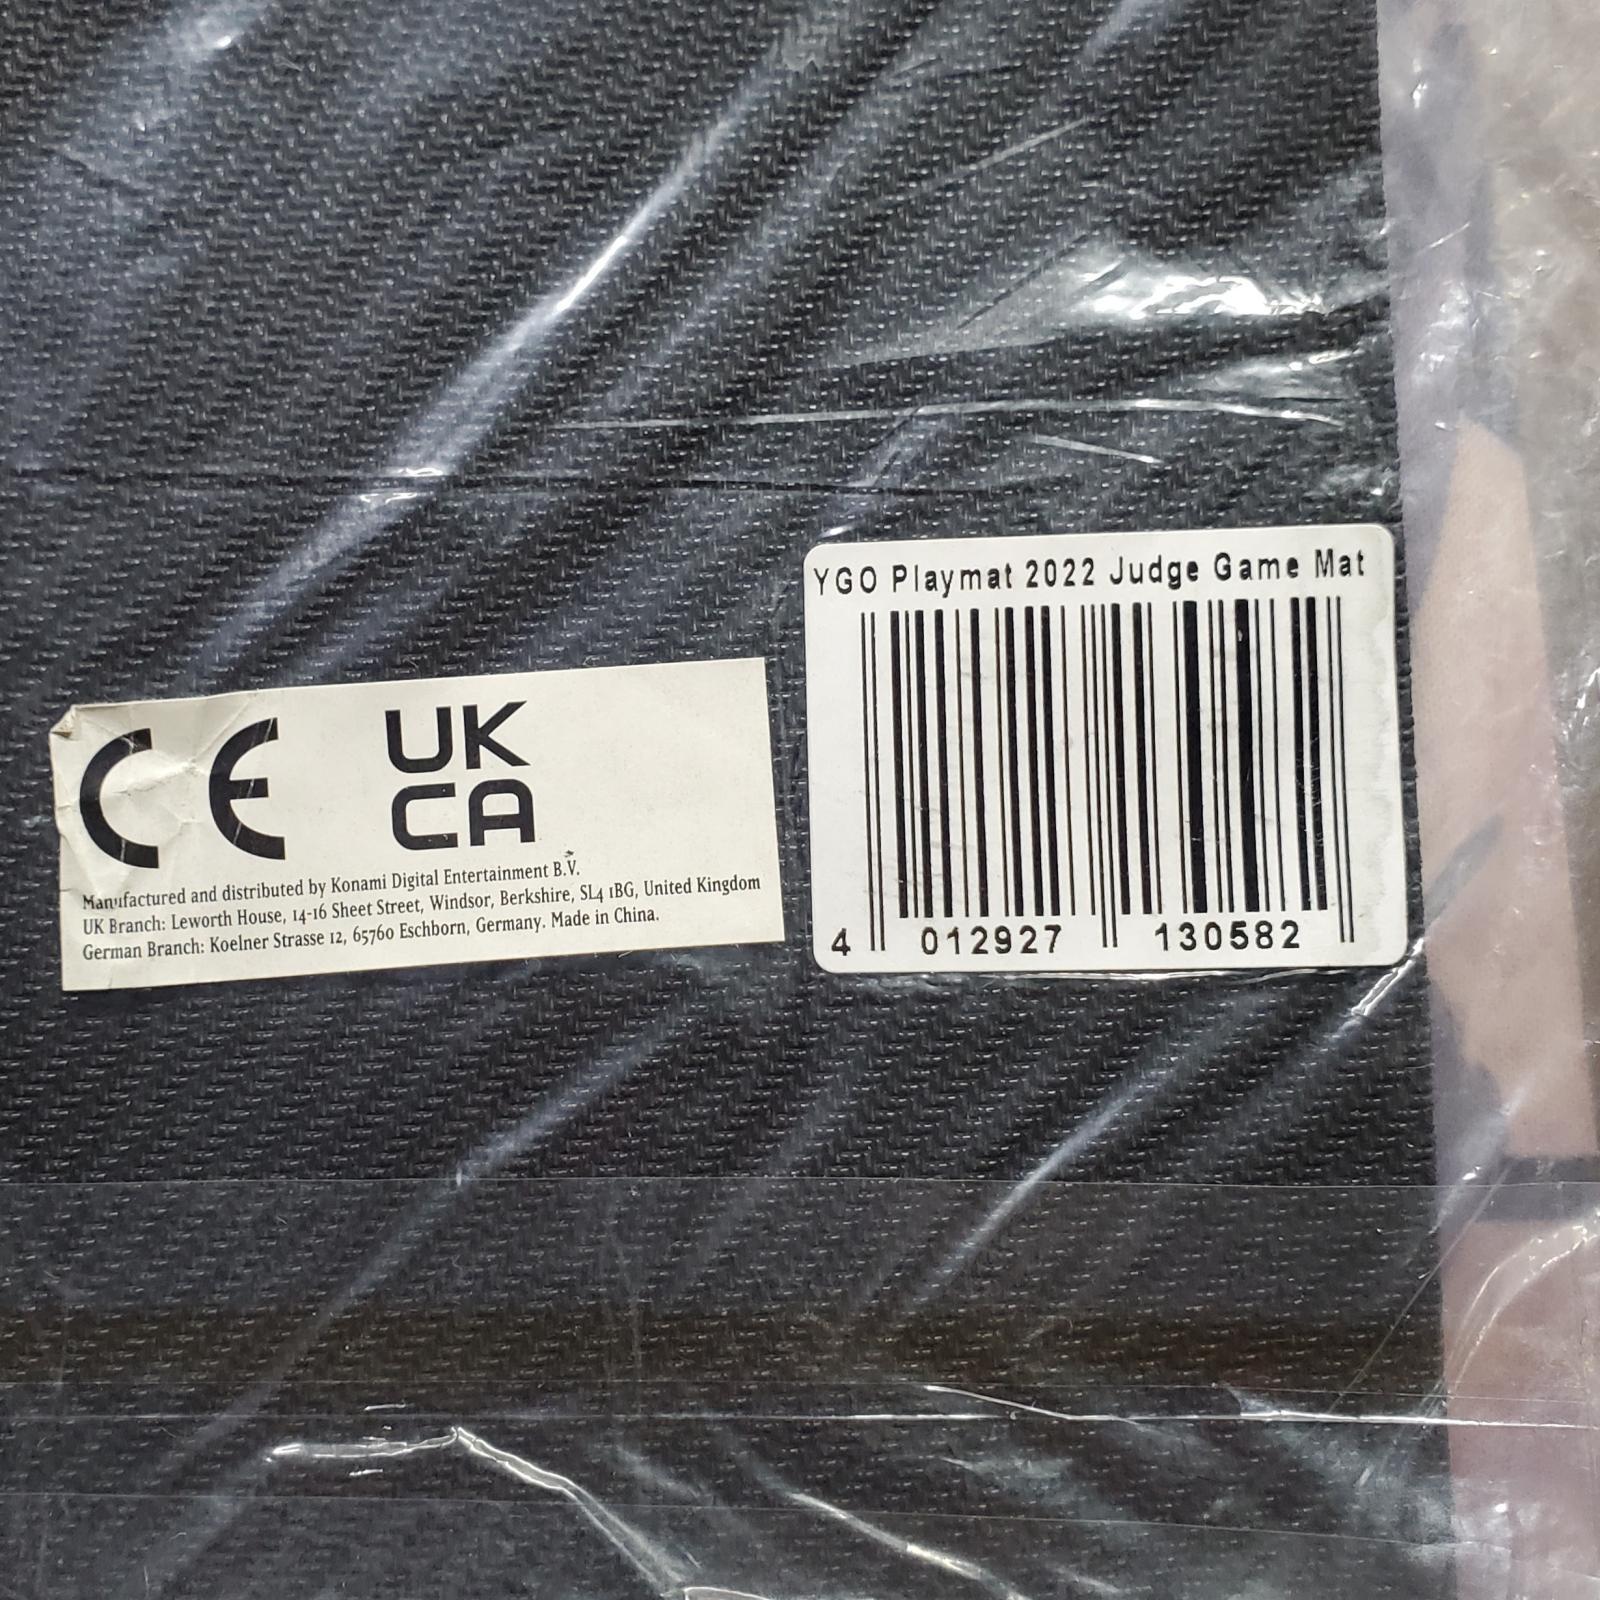 CE
UK
CA
Manufactured and distributed by Konami Digital Entertainment B.V.
UK Branch: Leworth House, 14-16 Sheet Street, Windsor, Berkshire, SL4 1BG, United Kingdom
German Branch: Koelner Strasse 12, 65760 Eschborn, Germany. Made in China.
YGO Playmat 2022 Judge Game Mat
4 012927 130582